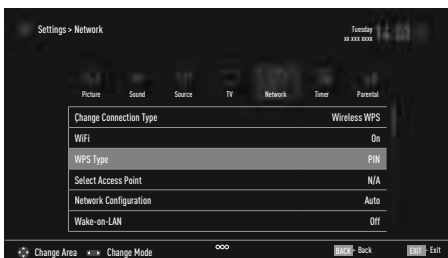 Settings > Network
Tuesday
xx xxx xxxx
Picture Sound Source TV Network Timer Parental
Change Connection Type Wireless WPS
WiFi On
WPS Type PIN
Select Access Point N/A
Network Configuration Auto
Wake-on-LAN Off
Change Area Change Mode BACK - Back EXIT - Exit